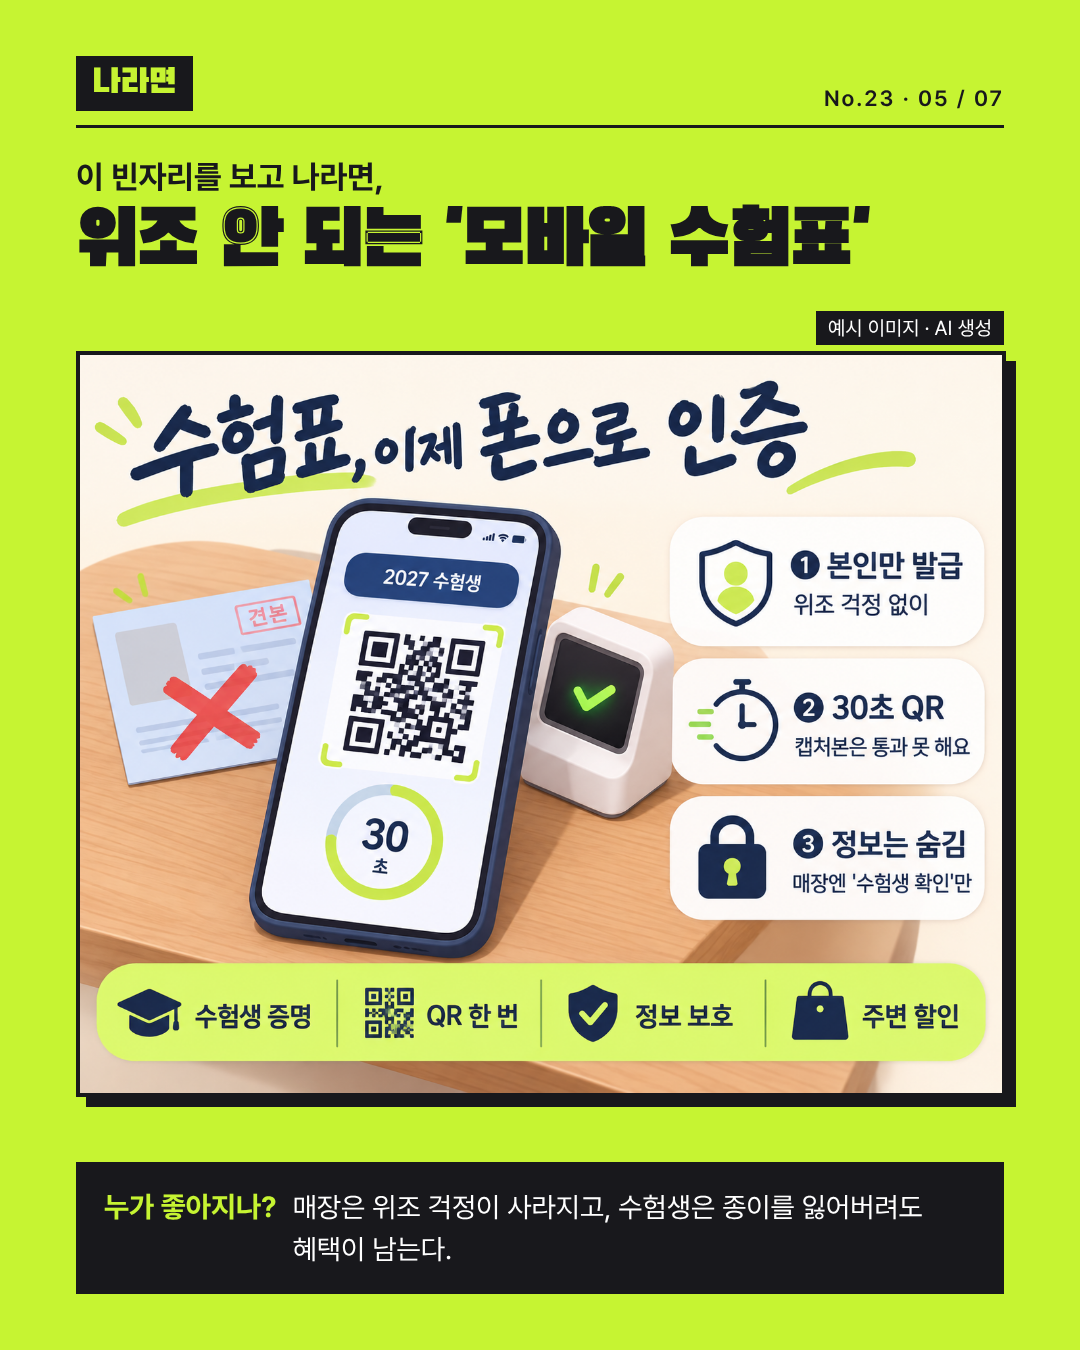 나라면
No.23 · 05 / 07
이 빈자리를 보고 나라면,
위조 안 되는 '모바일 수험표'
예시 이미지 · AI 생성
수험표, 이제 폰으로 인증
견본
2027 수험생
30
초
1 본인만 발급
위조 걱정 없이
2 30초 QR
캡처본은 통과 못 해요
3 정보는 숨김
매장엔 '수험생 확인'만
수험생 증명
QR 한 번
정보 보호
주변 할인
누가 좋아지나? 매장은 위조 걱정이 사라지고, 수험생은 종이를 잃어버려도
혜택이 남는다.